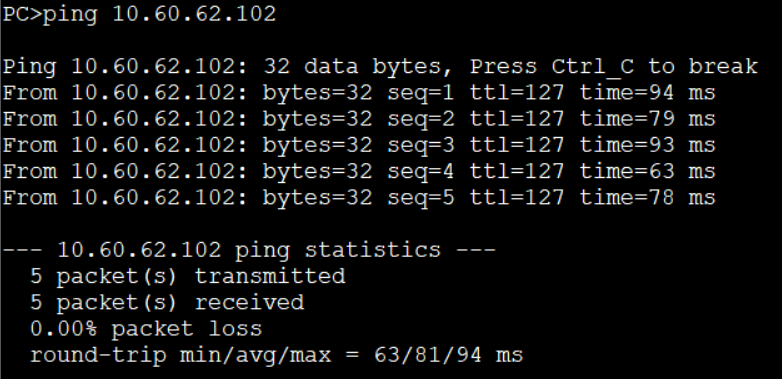 PC>ping 10.60.62.102
Ping 10.60.62.102: 32 data bytes, Press Ctrl_C to break
From 10.60.62.102: bytes=32 seq=1 ttl=127 time=94 ms
From 10.60.62.102: bytes=32 seq=2 ttl=127 time=79 ms
From 10.60.62.102: bytes=32 seq=3 ttl=127 time=93 ms
From 10.60.62.102: bytes=32 seq=4 ttl=127 time=63 ms
From 10.60.62.102: bytes=32 seq=5 ttl=127 time=78 ms
--- 10.60.62.102 ping statistics ---
5 packet(s) transmitted
5 packet(s) received
0.00% packet loss
round-trip min/avg/max = 63/81/94 ms